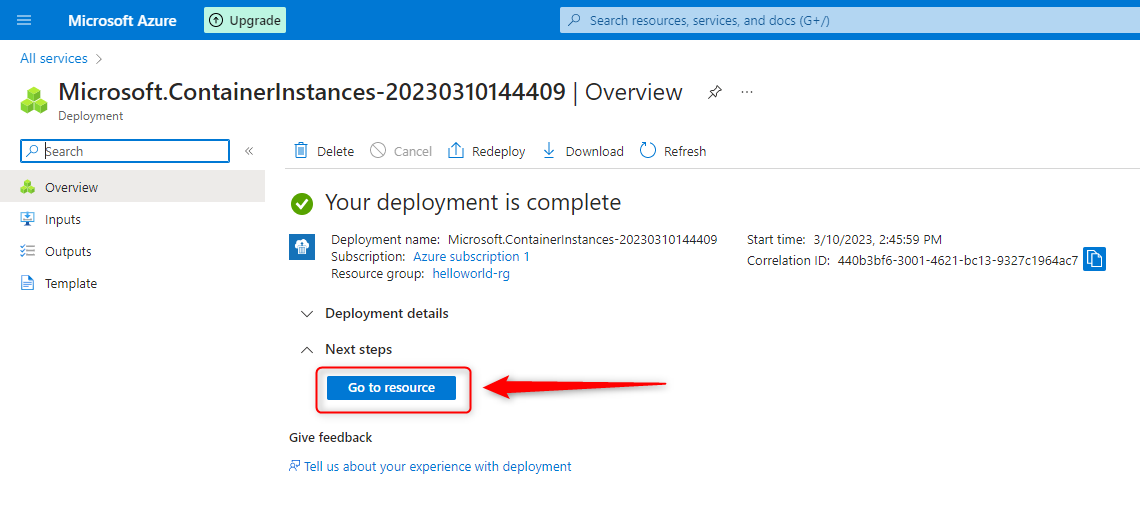 Microsoft Azure
Upgrade
Search resources, services, and docs (G+/)
All services
Microsoft.ContainerInstances-20230310144409 | Overview
Deployment
Search
Delete
Cancel
Redeploy
Download
Refresh
Overview
Inputs
Outputs
Template
Your deployment is complete
Deployment name: Microsoft.ContainerInstances-20230310144409
Subscription: Azure subscription 1
Resource group: helloworld-rg
Start time: 3/10/2023, 2:45:59 PM
Correlation ID: 440b3bf6-3001-4621-bc13-9327c1964ac7
Deployment details
Next steps
Go to resource
Give feedback
Tell us about your experience with deployment